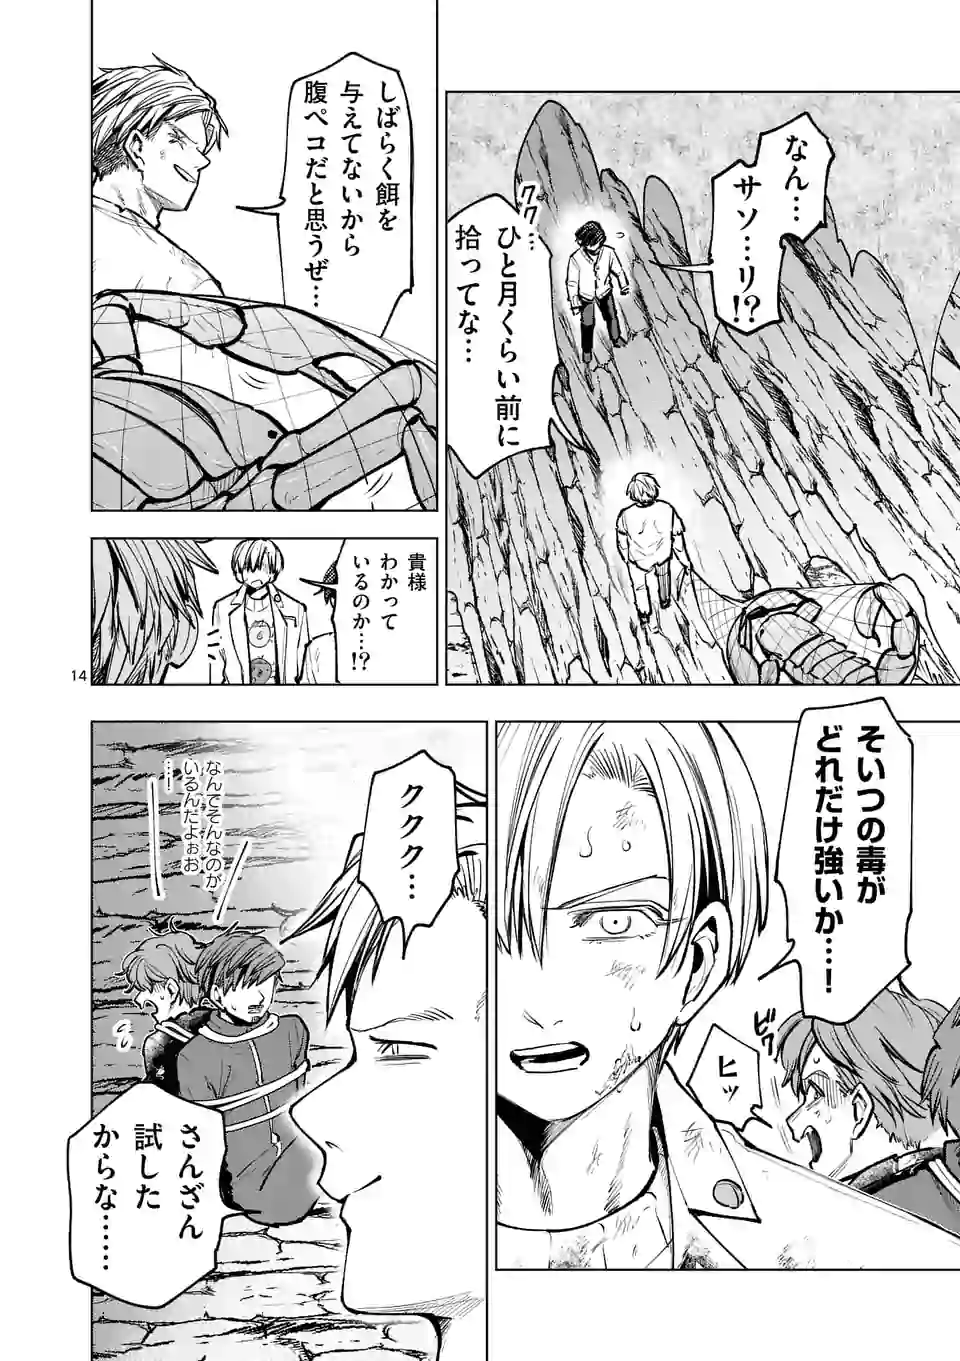 なん…
サソ…リ!?
クク…
ひと月くらい前に
拾ってな…
しばらく餌を
与えてないから
腹ペコだと思うぜ…
貴様
わかって
いるのか…!?
14
そいつの毒が
どれだけ強いか…!
ビクッ
ヒッ
ククク…
なんでそんなのが
いるんだよぉお
…!
さんざん
試した
からな……